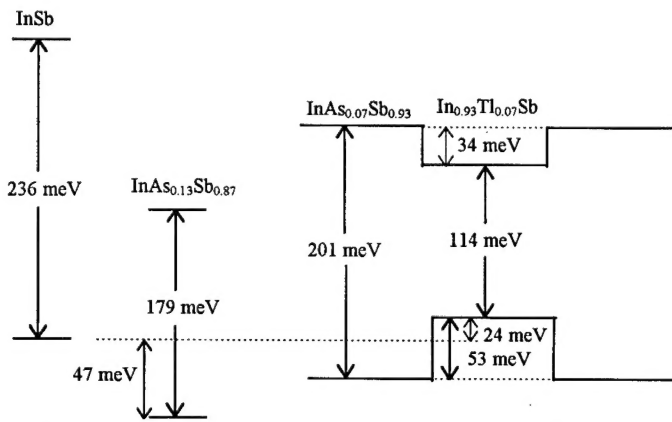 InSb
InAs₀.₀₇Sb₀.₉₃ In₀.₉₃Tl₀.₀₇Sb
34 meV
236 meV
InAs₀.₁₃Sb₀.₈₇
114 meV
201 meV
179 meV
24 meV
53 meV
47 meV